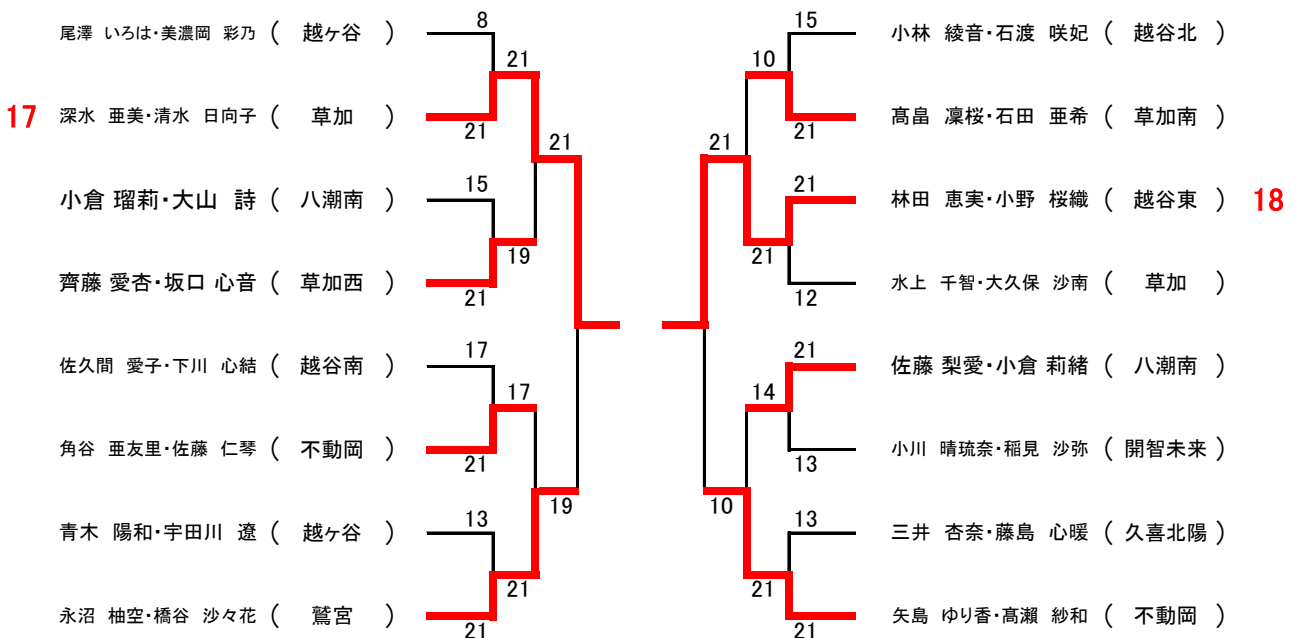 尾澤 いろは・美濃岡 彩乃 ( 越ヶ谷 ) 8
21
17 深水 亜美・清水 日向子 ( 草加 ) 21
21
小倉 瑠莉・大山 詩 ( 八潮南 ) 15
19
齊藤 愛杏・坂口 心音 ( 草加西 ) 21
佐久間 愛子・下川 心結 ( 越谷南 ) 17
17
角谷 亜友里・佐藤 仁琴 ( 不動岡 ) 21
19
青木 陽和・宇田川 遼 ( 越ヶ谷 ) 13
21
永沼 柚空・橋谷 沙々花 ( 鷲宮 ) 21
15 小林 綾音・石渡 咲妃 ( 越谷北 )
10
21 髙畠 凜桜・石田 亜希 ( 草加南 )
21
21 林田 恵実・小野 桜織 ( 越谷東 ) 18
21
12 水上 千智・大久保 沙南 ( 草加 )
21 佐藤 梨愛・小倉 莉緒 ( 八潮南 )
14
13 小川 晴琉奈・稲見 沙弥 ( 開智未来 )
10
13 三井 杏奈・藤島 心暖 ( 久喜北陽 )
21
21 矢島 ゆり香・髙瀨 紗和 ( 不動岡 )